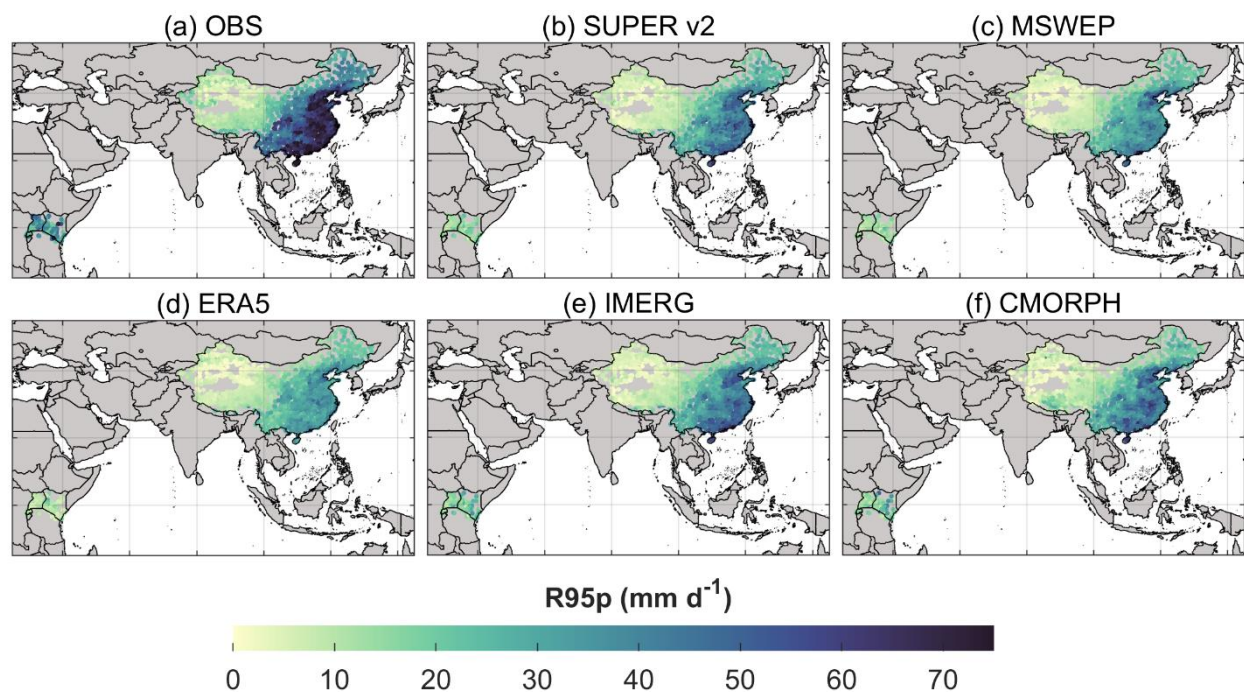 (a) OBS (b) SUPER v2 (c) MSWEP
(d) ERA5 (e) IMERG (f) CMORPH
R95p (mm d⁻¹)
0 10 20 30 40 50 60 70